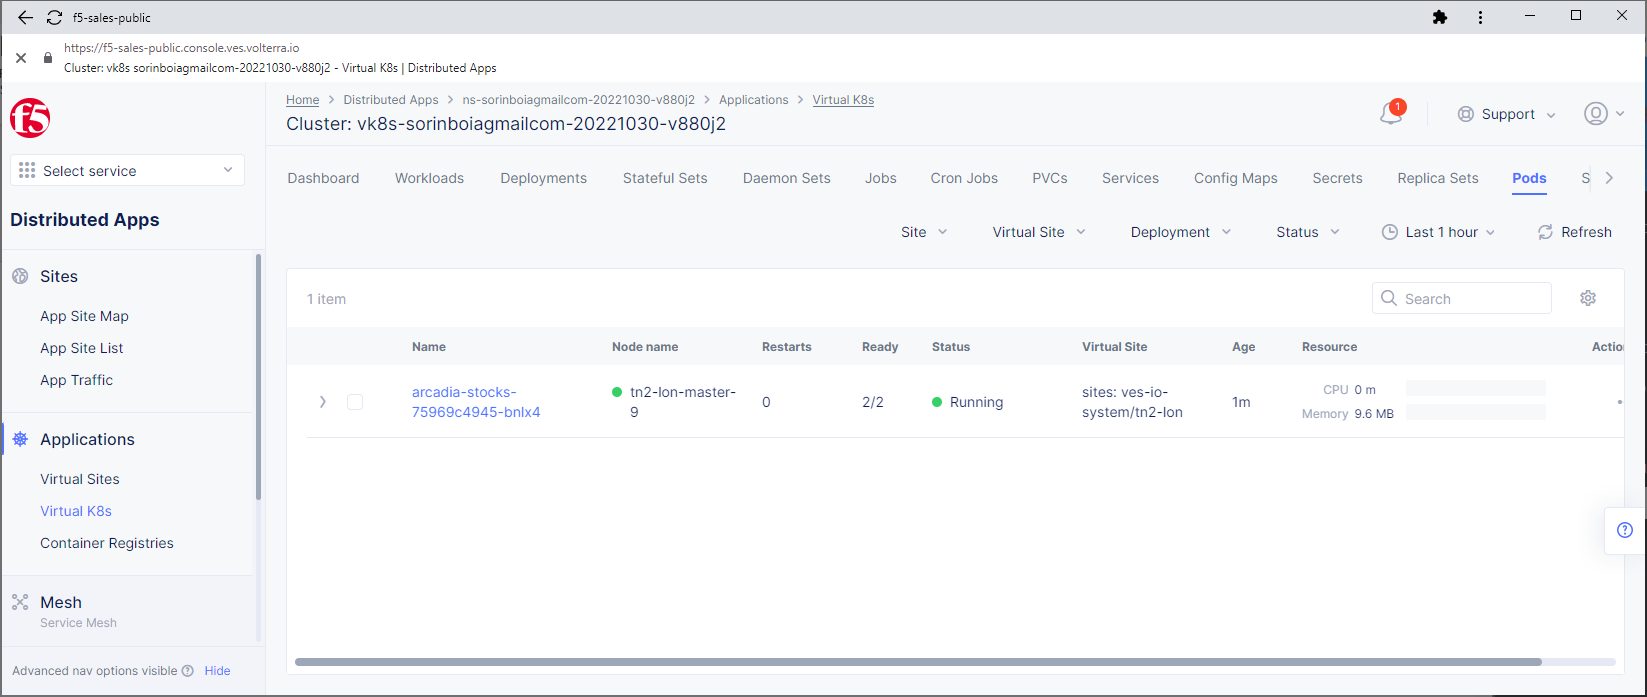 f5-sales-public
https://f5-sales-public.console.ves.volterra.io
Cluster: vk8s sorinboiagmailcom-20221030-v880j2 - Virtual K8s | Distributed Apps
f5
Home > Distributed Apps > ns-sorinboiagmailcom-20221030-v880j2 > Applications > Virtual K8s
Cluster: vk8s-sorinboiagmailcom-20221030-v880j2
1
Support
Select service
Distributed Apps
Sites
App Site Map
App Site List
App Traffic
Applications
Virtual Sites
Virtual K8s
Container Registries
Mesh
Service Mesh
Advanced nav options visible Hide
Dashboard Workloads Deployments Stateful Sets Daemon Sets Jobs Cron Jobs PVCs Services Config Maps Secrets Replica Sets Pods S
Site Virtual Site Deployment Status Last 1 hour Refresh
1 item
Search
Name Node name Restarts Ready Status Virtual Site Age Resource Actio
arcadia-stocks-
75969c4945-bnlx4
tn2-lon-master-
9
0
2/2
Running
sites: ves-io-
system/tn2-lon
1m
CPU 0 m
Memory 9.6 MB